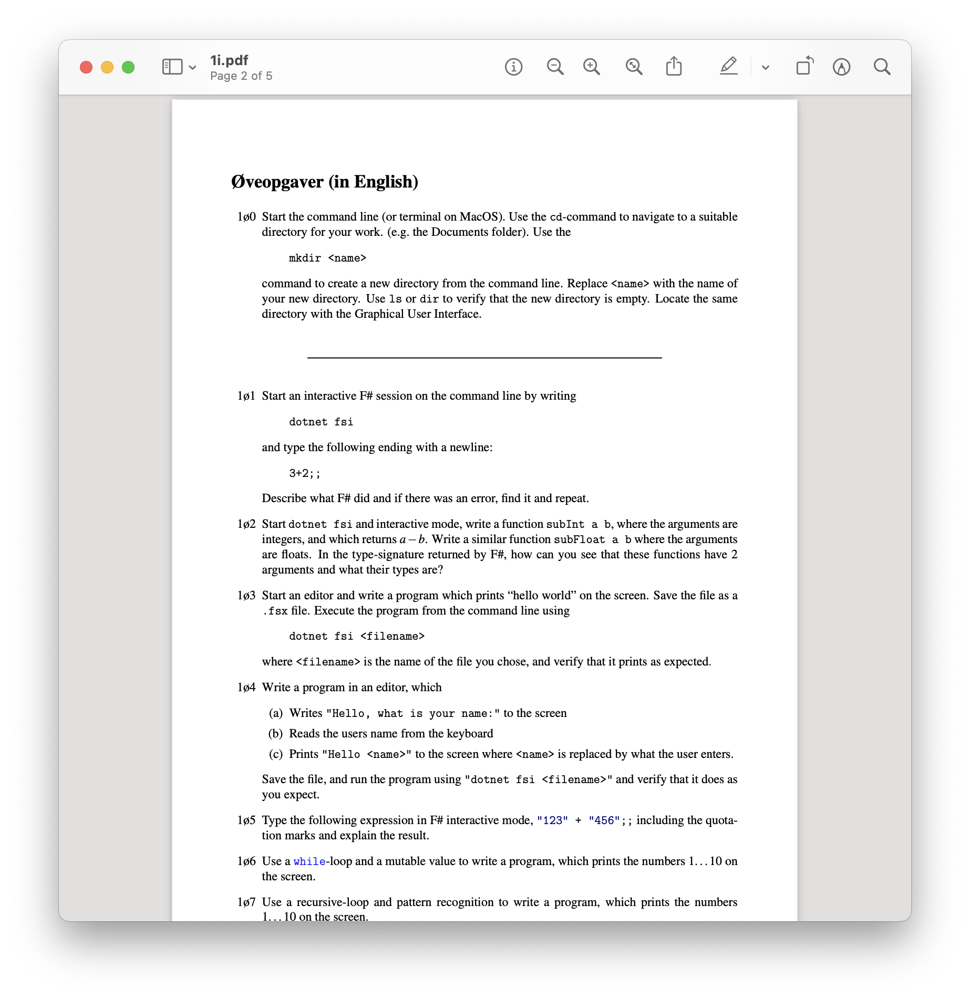 1i.pdf
Page 2 of 5
Øveopgaver (in English)
1ø0 Start the command line (or terminal on MacOS). Use the cd-command to navigate to a suitable
directory for your work. (e.g. the Documents folder). Use the
mkdir <name>
command to create a new directory from the command line. Replace <name> with the name of
your new directory. Use ls or dir to verify that the new directory is empty. Locate the same
directory with the Graphical User Interface.
1ø1 Start an interactive F# session on the command line by writing
dotnet fsi
and type the following ending with a newline:
3+2;;
Describe what F# did and if there was an error, find it and repeat.
1ø2 Start dotnet fsi and interactive mode, write a function subInt a b, where the arguments are
integers, and which returns a − b. Write a similar function subFloat a b where the arguments
are floats. In the type-signature returned by F#, how can you see that these functions have 2
arguments and what their types are?
1ø3 Start an editor and write a program which prints “hello world” on the screen. Save the file as a
.fsx file. Execute the program from the command line using
dotnet fsi <filename>
where <filename> is the name of the file you chose, and verify that it prints as expected.
1ø4 Write a program in an editor, which
(a) Writes "Hello, what is your name:" to the screen
(b) Reads the users name from the keyboard
(c) Prints "Hello <name>" to the screen where <name> is replaced by what the user enters.
Save the file, and run the program using "dotnet fsi <filename>" and verify that it does as
you expect.
1ø5 Type the following expression in F# interactive mode, "123" + "456";; including the quota-
tion marks and explain the result.
1ø6 Use a while-loop and a mutable value to write a program, which prints the numbers 1...10 on
the screen.
1ø7 Use a recursive-loop and pattern recognition to write a program, which prints the numbers
1...10 on the screen.